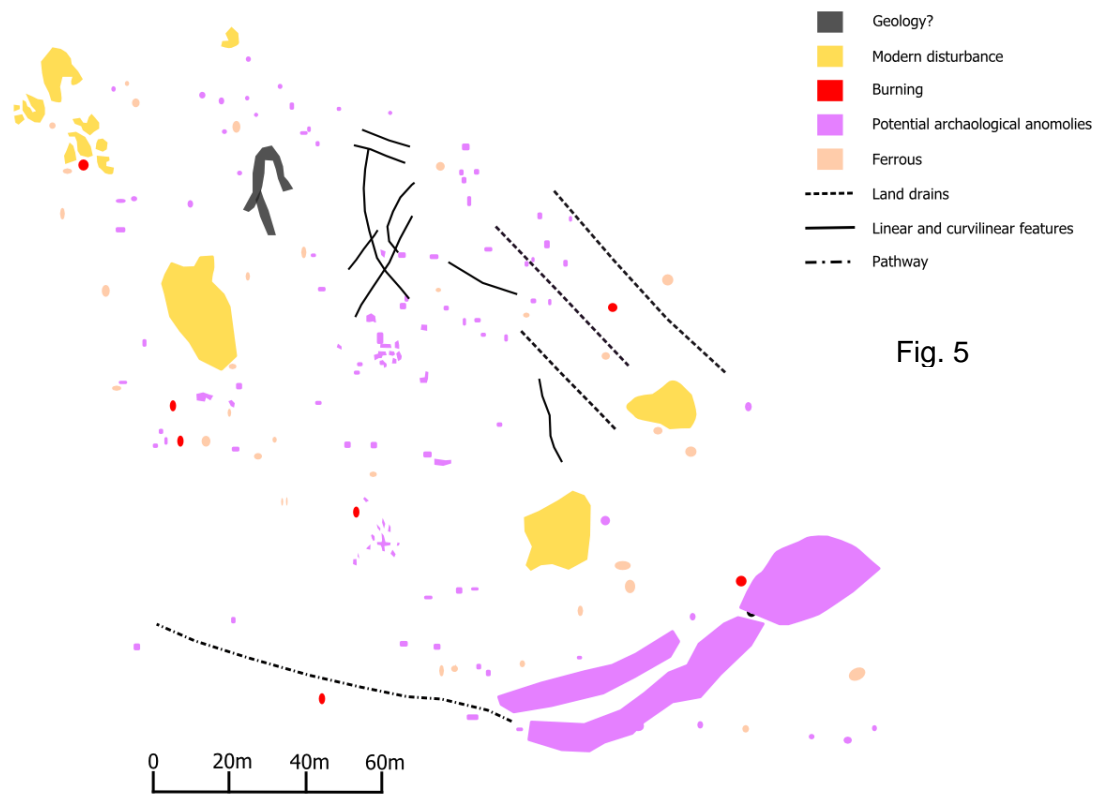 Geology?
Modern disturbance
Burning
Potential archaological anomolies
Ferrous
Land drains
Linear and curvilinear features
Pathway
Fig. 5
0 20m 40m 60m